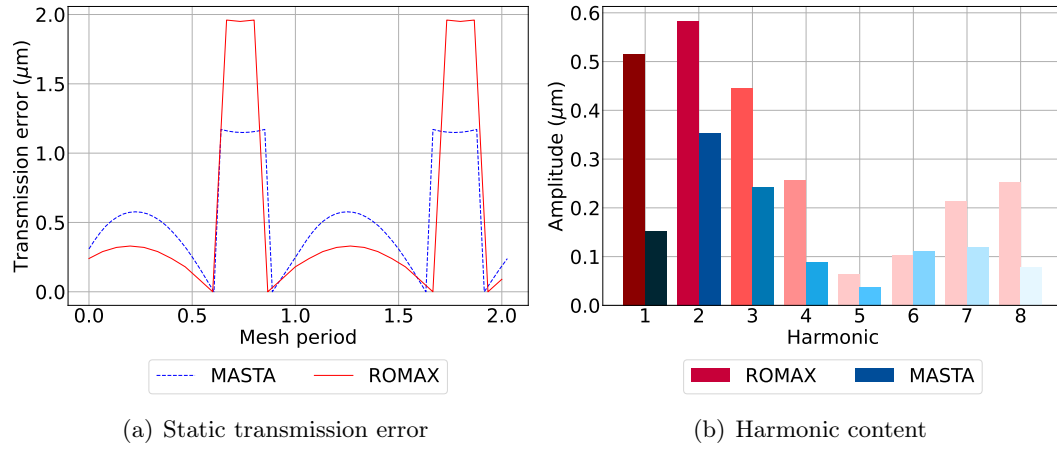 Transmission error (μm)
2.0
1.5
1.0
0.5
0.0
0.0 0.5 1.0 1.5 2.0
Mesh period
MASTA ROMAX
(a) Static transmission error
Amplitude (μm)
0.6
0.5
0.4
0.3
0.2
0.1
0.0
1 2 3 4 5 6 7 8
Harmonic
ROMAX MASTA
(b) Harmonic content